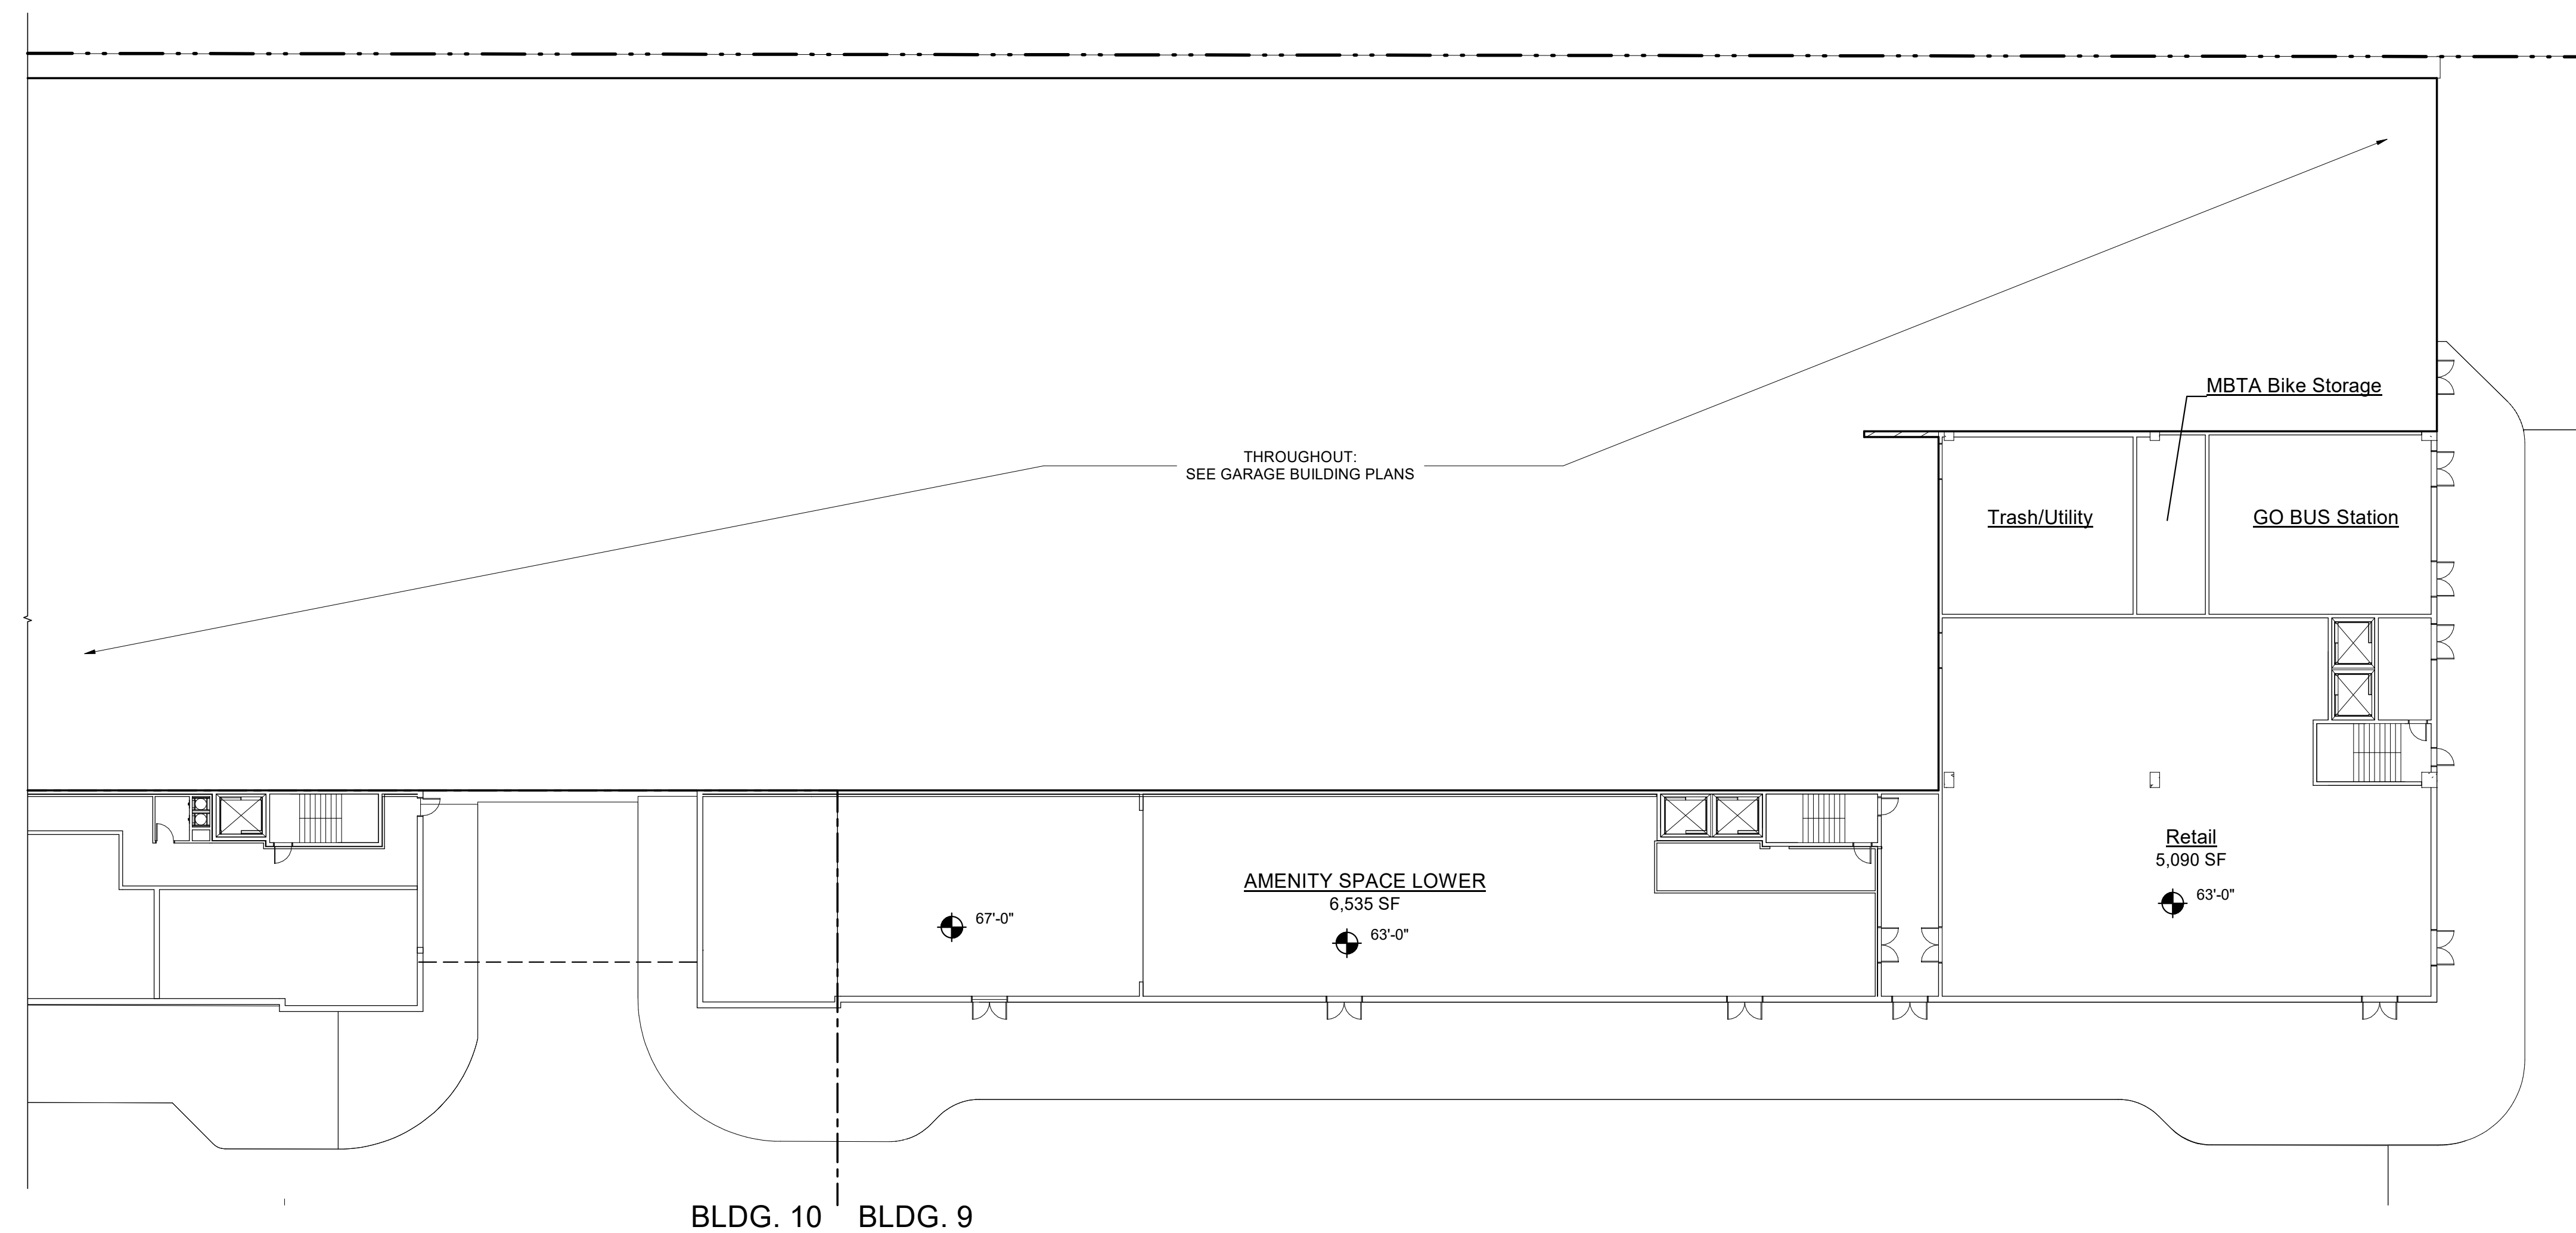 MBTA Bike Storage
THROUGHOUT:
SEE GARAGE BUILDING PLANS
Trash/Utility
GO BUS Station
Retail
5,090 SF
63'-0"
AMENITY SPACE LOWER
6,535 SF
67'-0"
63'-0"
BLDG. 10
BLDG. 9